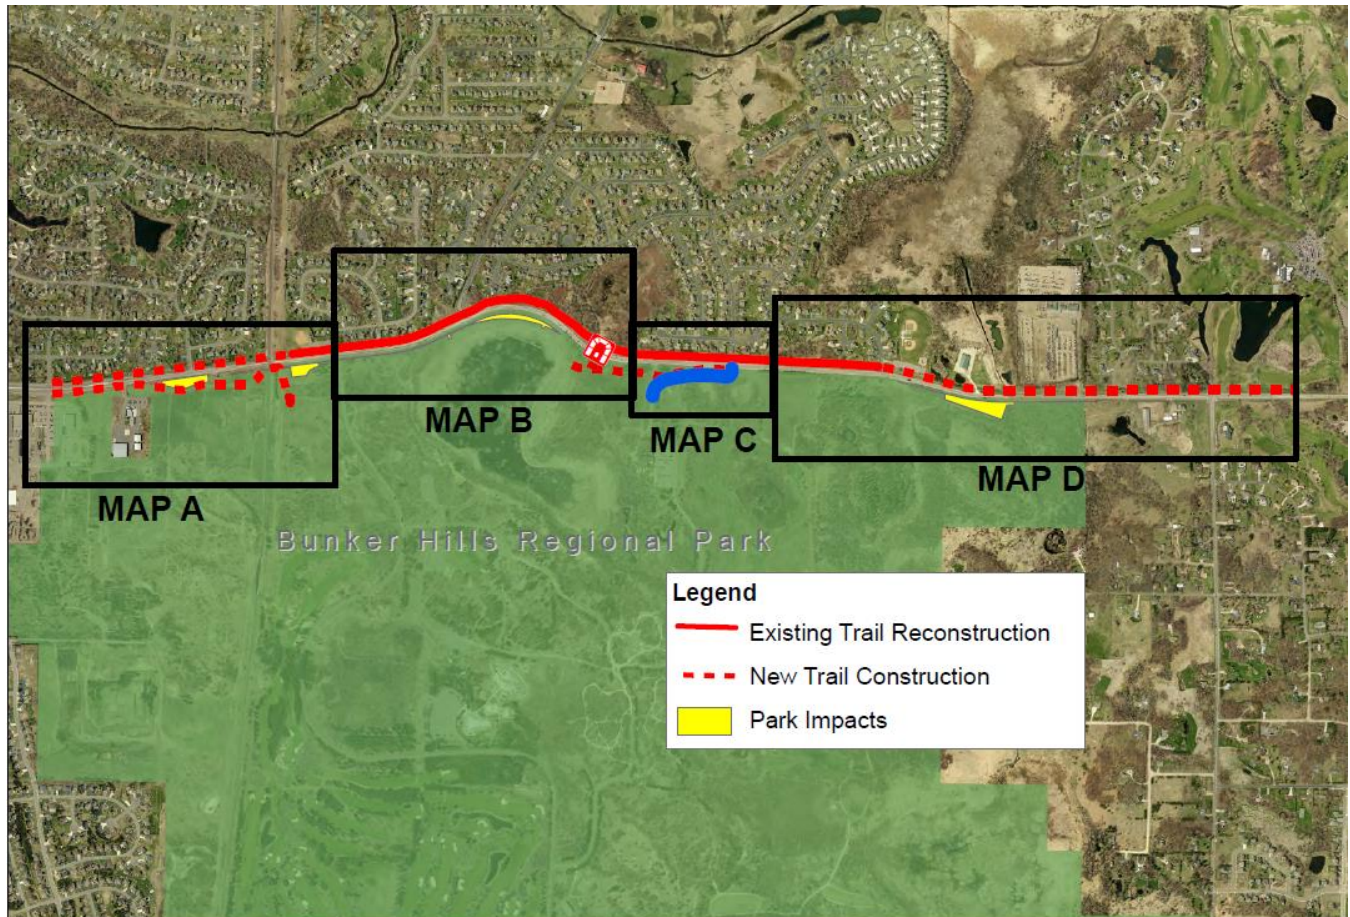 MAP B
MAP C
MAP D
MAP A
Bunker Hills Regional Park
Legend
Existing Trail Reconstruction
New Trail Construction
Park Impacts